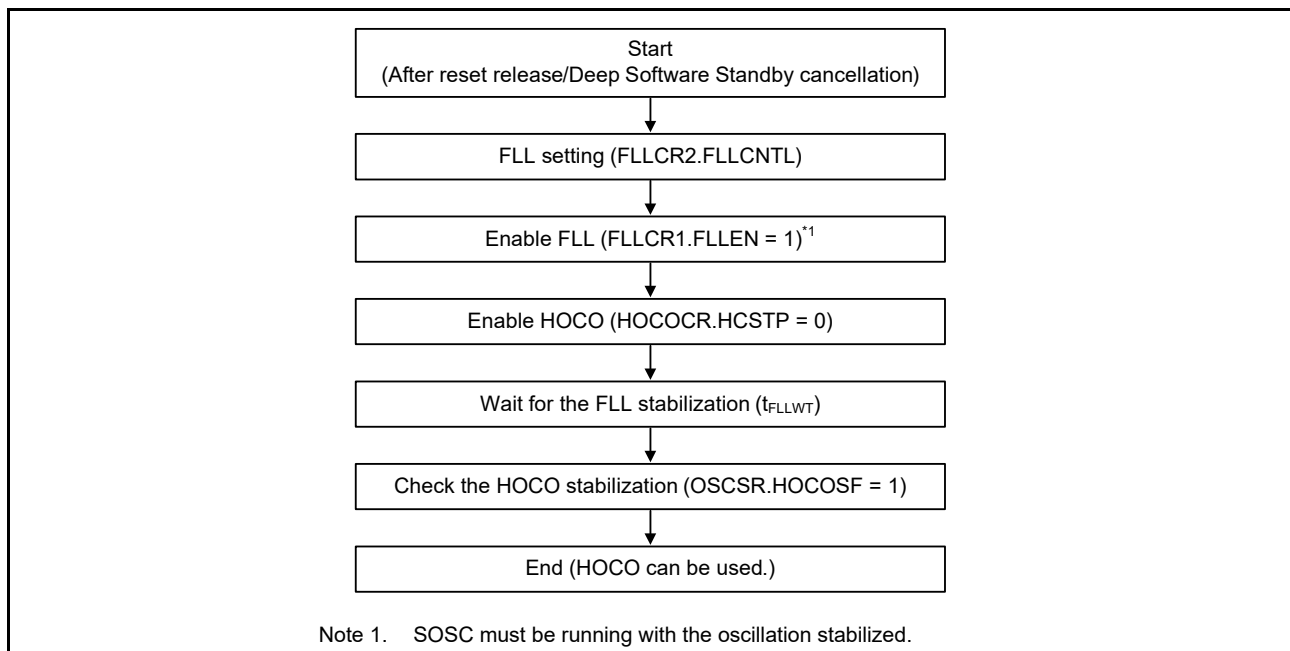 Start
(After reset release/Deep Software Standby cancellation)
FLL setting (FLLCR2.FLLCNTL)
Enable FLL (FLLCR1.FLLEN = 1)*1
Enable HOCO (HOCOCR.HCSTP = 0)
Wait for the FLL stabilization (tFLLWT)
Check the HOCO stabilization (OSCSR.HOCOSF = 1)
End (HOCO can be used.)
Note 1. SOSC must be running with the oscillation stabilized.